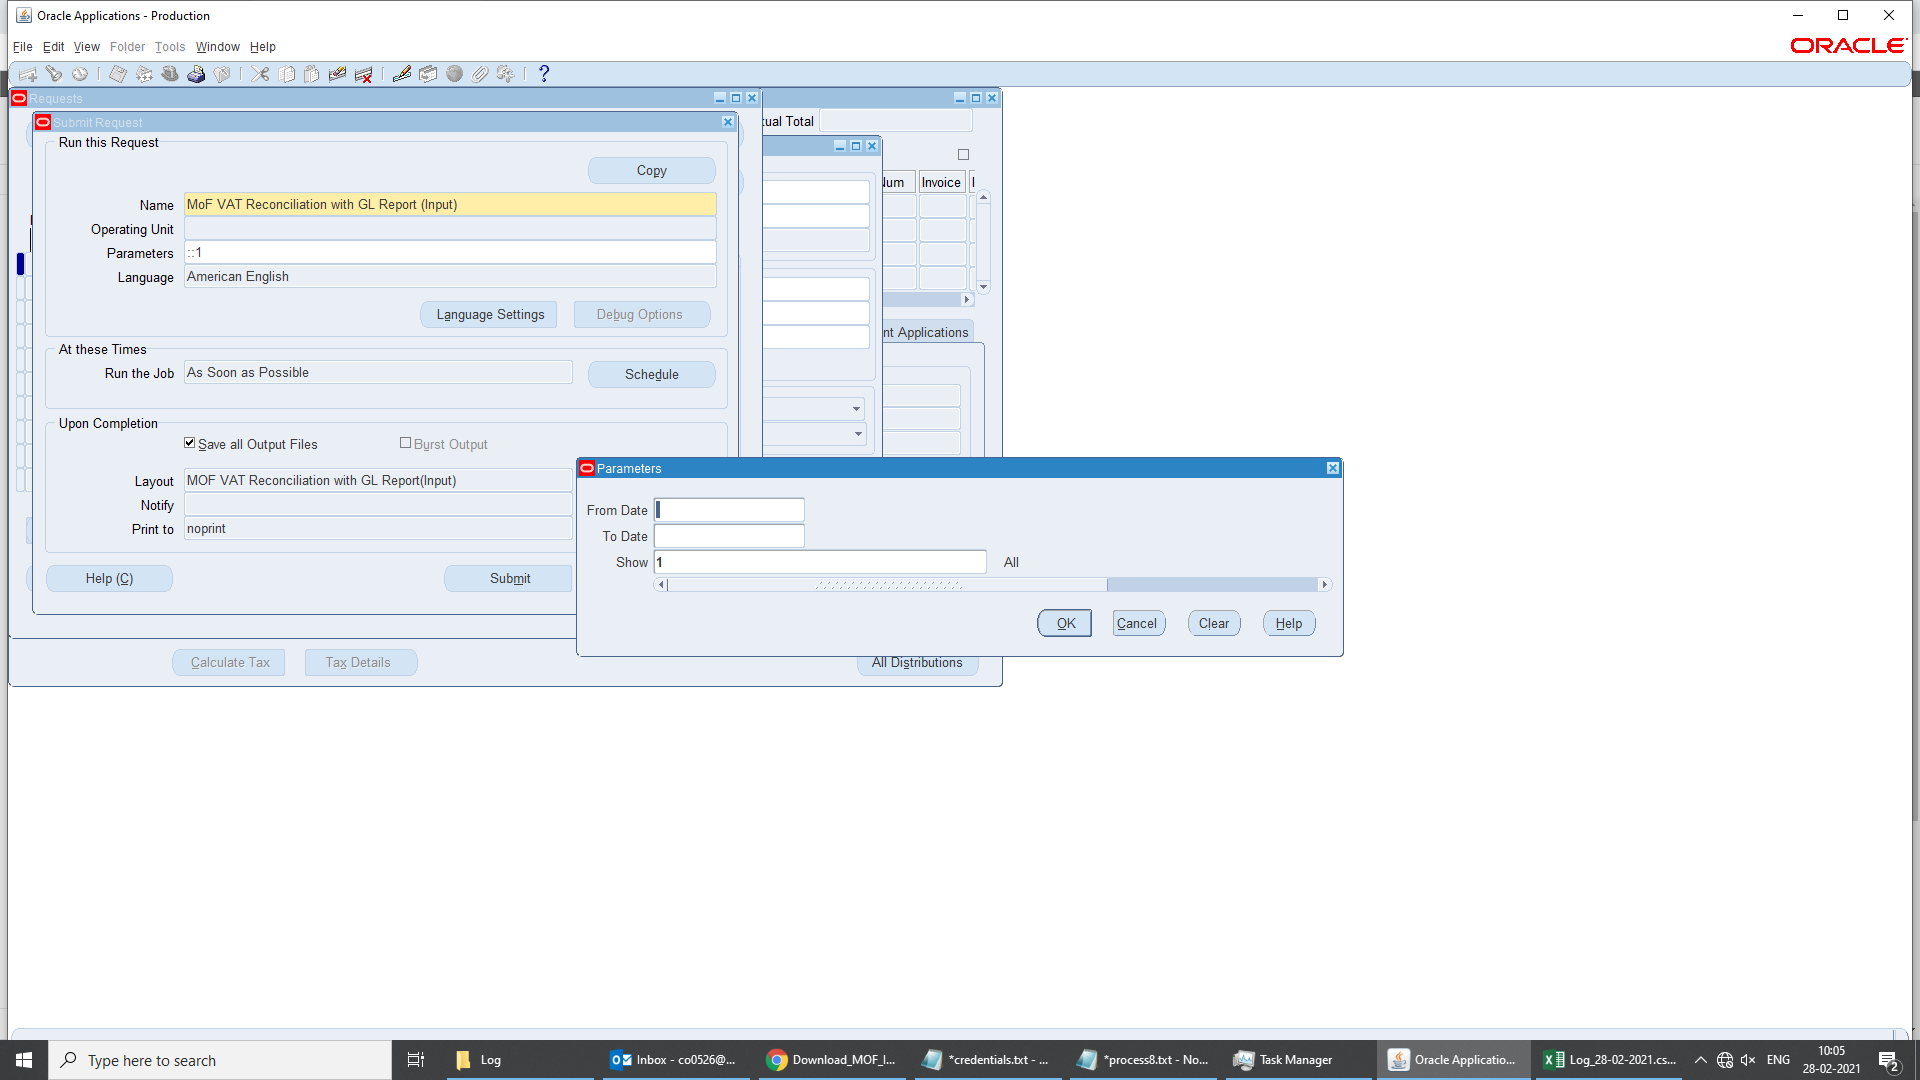 Oracle Applications - Production
File Edit View Folder Tools Window Help
ORACLE
Requests
Submit Request
tual Total
Run this Request
Copy
Num Invoice
Name MoF VAT Reconciliation with GL Report (Input)
Operating Unit
Parameters ::1
Language American English
Language Settings Debug Options
nt Applications
At these Times
Run the Job As Soon as Possible Schedule
Upon Completion
Save all Output Files Burst Output
Layout MOF VAT Reconciliation with GL Report(Input)
Notify
Print to noprint
Help (C) Submit
Parameters
From Date
To Date
Show 1 All
OK Cancel Clear Help
Calculate Tax Tax Details All Distributions
Type here to search
Log
Inbox - co0526@...
Download_MOF_I...
*credentials.txt - ...
*process8.txt - No...
Task Manager
Oracle Applicatio...
Log_28-02-2021.cs...
ENG
10:05
28-02-2021
2